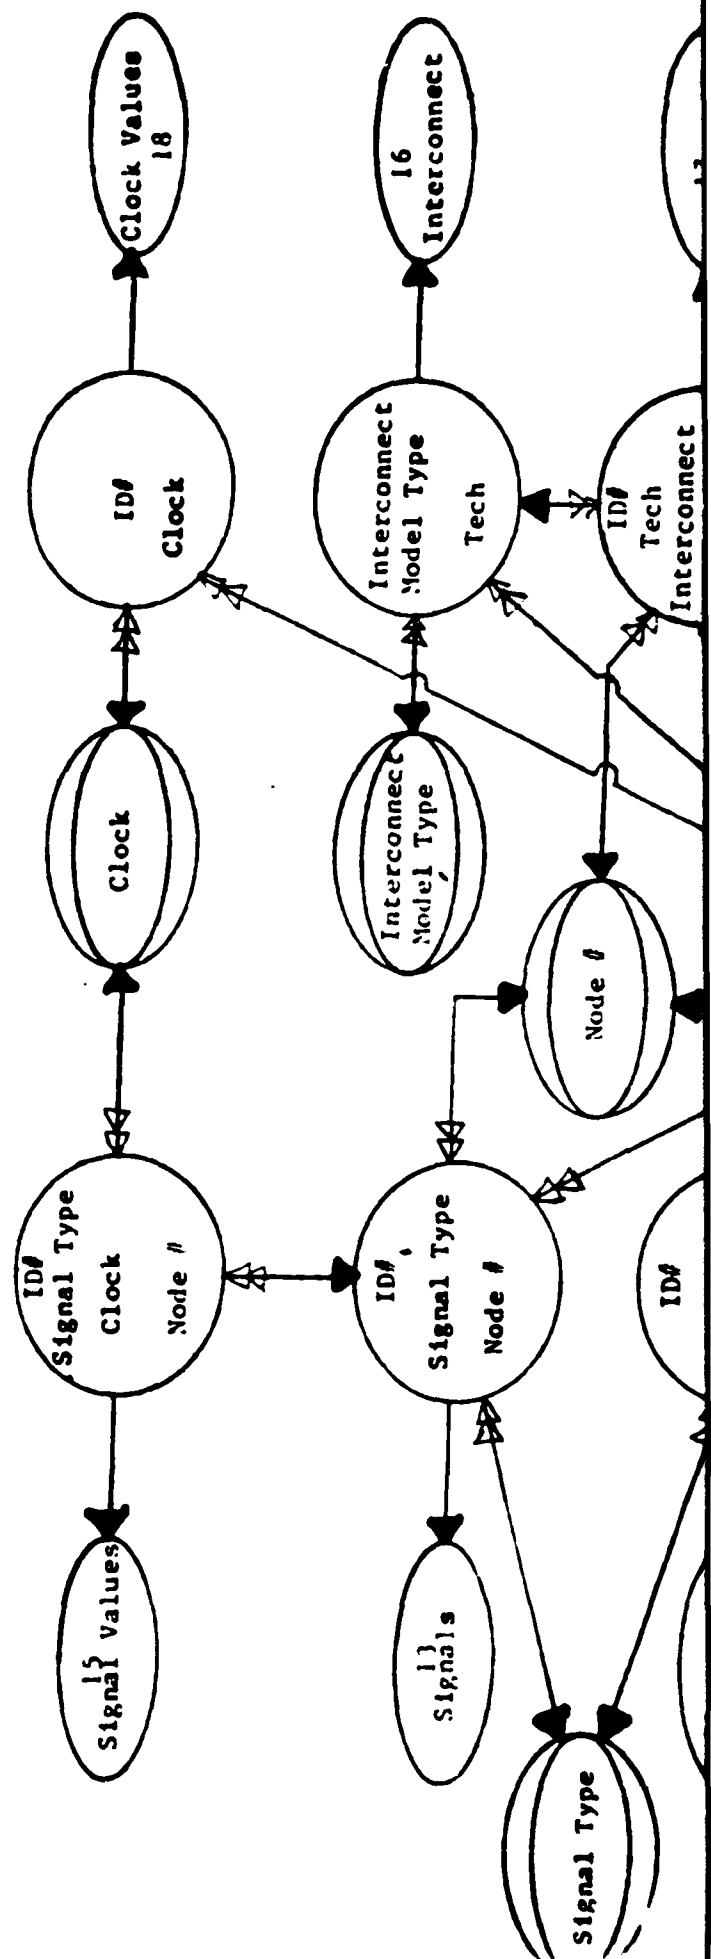 Clock Values
18
16
Interconnect
ID#
Clock
Interconnect
Model Type
Tech
ID#
Tech
Interconnect
Clock
Interconnect
Model Type
Node #
ID#
Signal Type
Clock
Node #
ID#
Signal Type
Node #
ID#
15
Signal Values
13
Signals
Signal Type